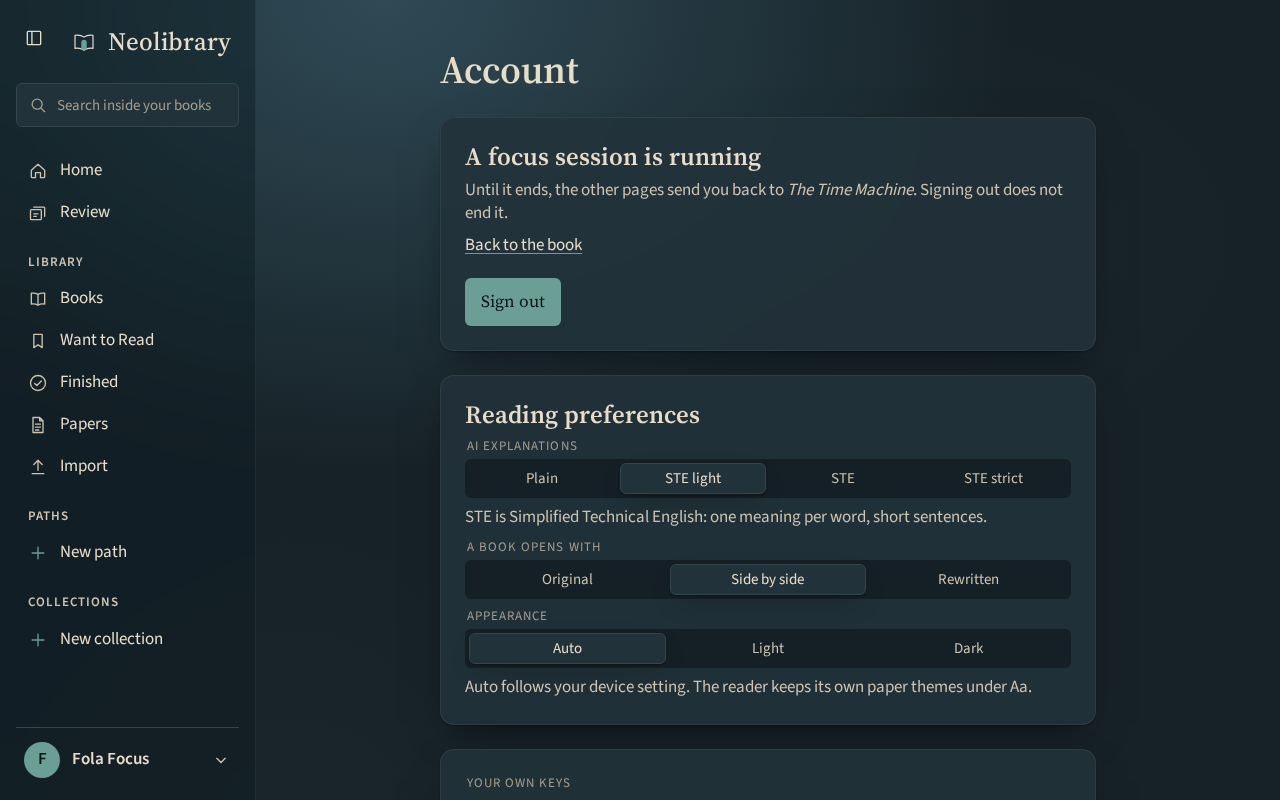 Neolibrary
Search inside your books
Home
Review
LIBRARY
Books
Want to Read
Finished
Papers
Import
PATHS
New path
COLLECTIONS
New collection
F
Fola Focus
Account
A focus session is running
Until it ends, the other pages send you back to The Time Machine. Signing out does not
end it.
Back to the book
Sign out
Reading preferences
AI EXPLANATIONS
Plain STE light STE STE strict
STE is Simplified Technical English: one meaning per word, short sentences.
A BOOK OPENS WITH
Original Side by side Rewritten
APPEARANCE
Auto Light Dark
Auto follows your device setting. The reader keeps its own paper themes under Aa.
YOUR OWN KEYS